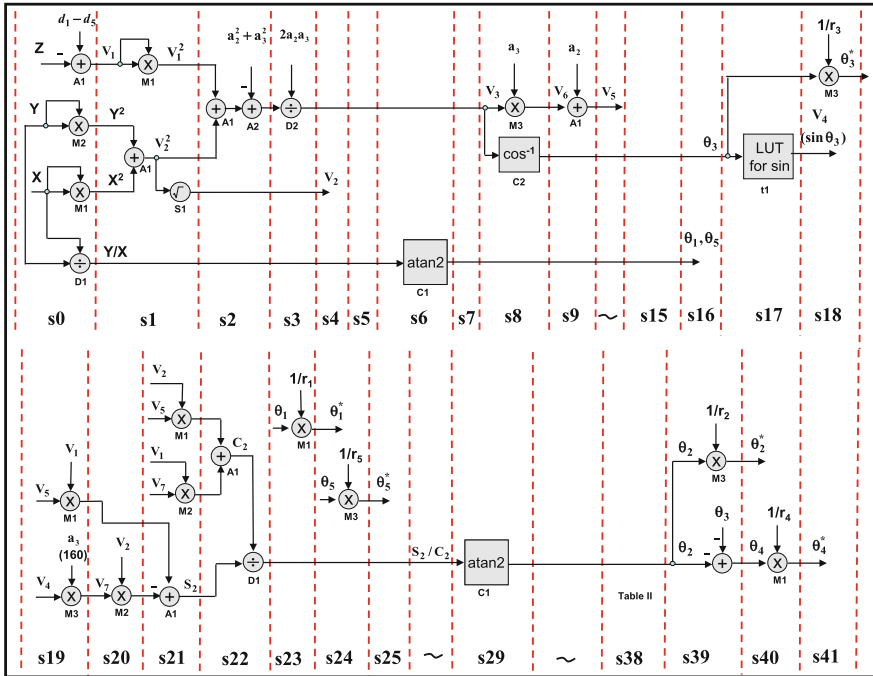 d₁ – d₅
Z
–
+
A1
V₁
X
M1
V₁²
a₂² + a₃²
2a₂a₃
+
A1
–
+
A2
÷
D2
Y
X
M2
Y²
X
X
M1
X²
+
A1
V₂²
√
S1
V₂
÷
D1
Y/X
atan2
C1
θ₁,θ₅
V₃
a₃
X
M3
V₆
a₂
+
A1
V₅
cos⁻¹
C2
θ₃
LUT
for sin
t1
V₄
(sin θ₃)
1/r₃
X
M3
θ₃*
s0 s1 s2 s3 s4 s5 s6 s7 s8 s9 ~ s15 s16 s17 s18
V₁
V₅
X
M1
a₃
(160)
V₄
X
M3
V₇
V₂
X
M2
–
+
A1
S₂
V₂
V₅
X
M1
V₁
V₇
X
M2
+
A1
C₂
÷
D1
1/r₁
θ₁
X
M1
θ₁*
1/r₅
θ₅
X
M3
θ₅*
S₂ / C₂
atan2
C1
Table II
1/r₂
θ₂
X
M3
θ₂*
θ₂
θ₃
–
–
+
θ₄
1/r₄
X
M1
θ₄*
s19 s20 s21 s22 s23 s24 s25 ~ s29 ~ s38 s39 s40 s41